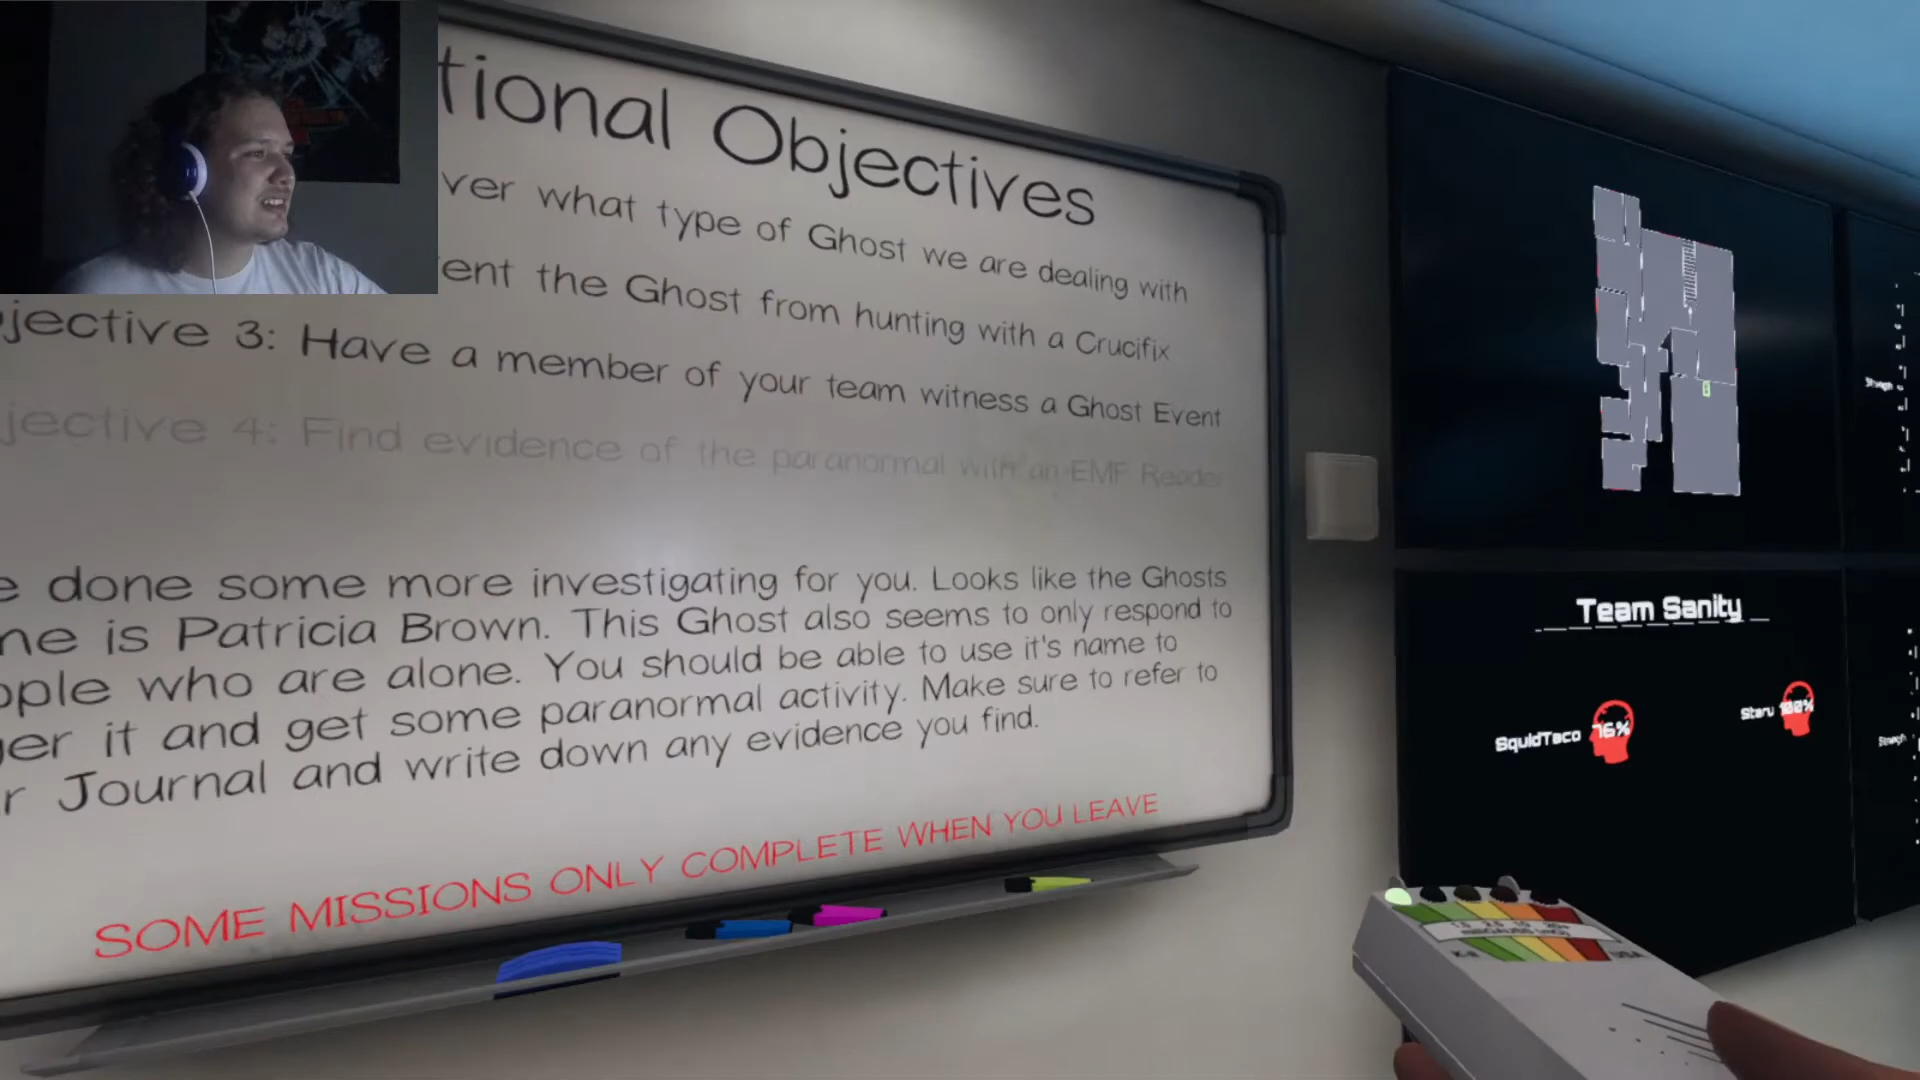 tional Objectives
ver what type of Ghost we are dealing with
ent the Ghost from hunting with a Crucifix
jective 3: Have a member of your team witness a Ghost Event
jective 4: Find evidence of the paranormal with an EMF Reader
e done some more investigating for you. Looks like the Ghosts
me is Patricia Brown. This Ghost also seems to only respond to
ople who are alone. You should be able to use it's name to
ger it and get some paranormal activity. Make sure to refer to
r Journal and write down any evidence you find.
SOME MISSIONS ONLY COMPLETE WHEN YOU LEAVE
Team Sanity
SquidTaco 76%
100%